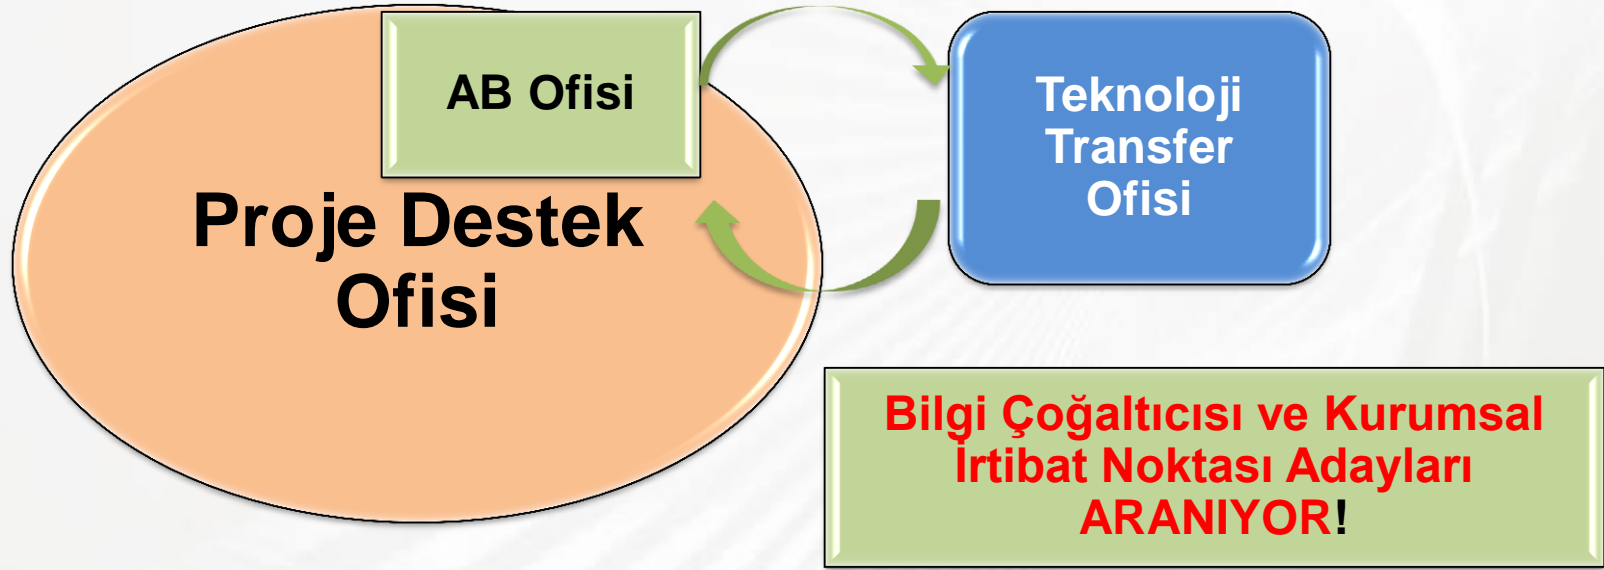 AB Ofisi
Proje Destek
Ofisi
Teknoloji
Transfer
Ofisi
Bilgi Çoğaltıcısı ve Kurumsal
İrtibat Noktası Adayları
ARANIYOR!